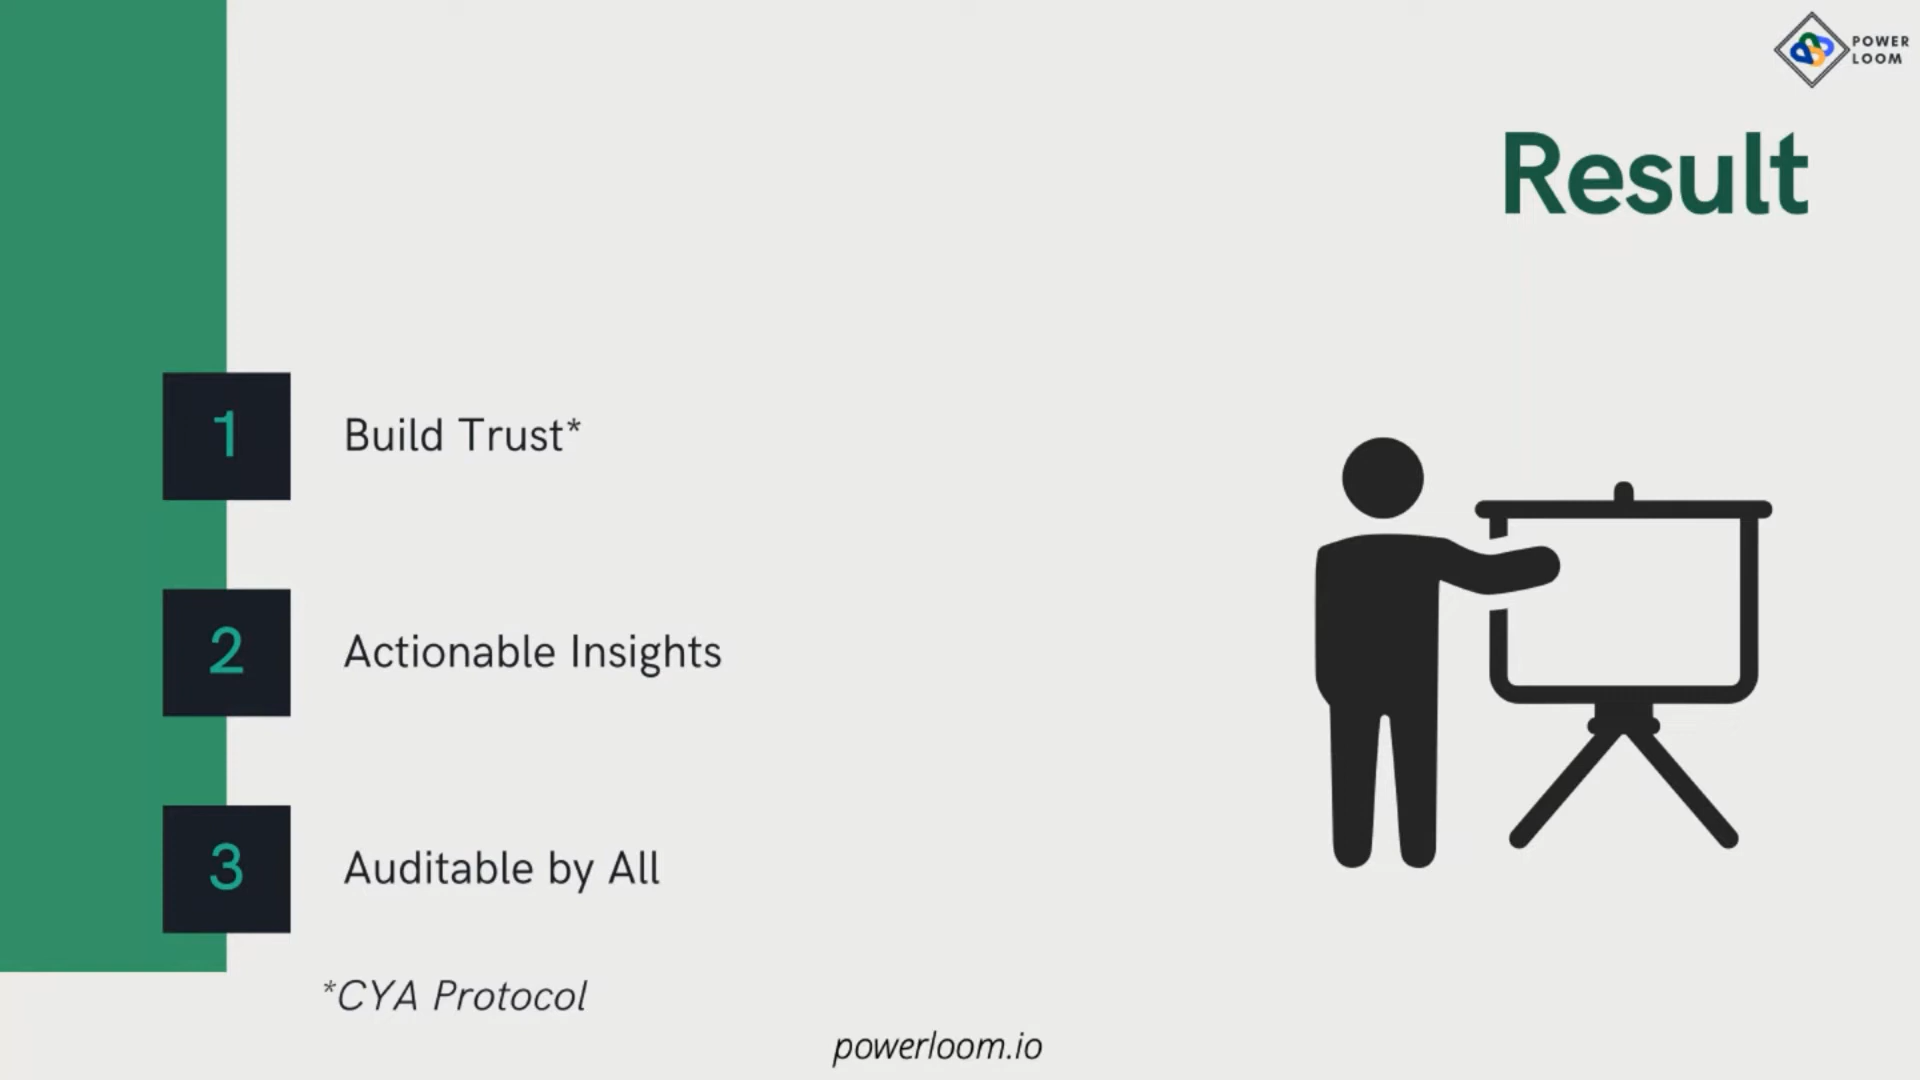 POWER
LOOM
Result
1 Build Trust*
2 Actionable Insights
3 Auditable by All
*CYA Protocol
powerloom.io